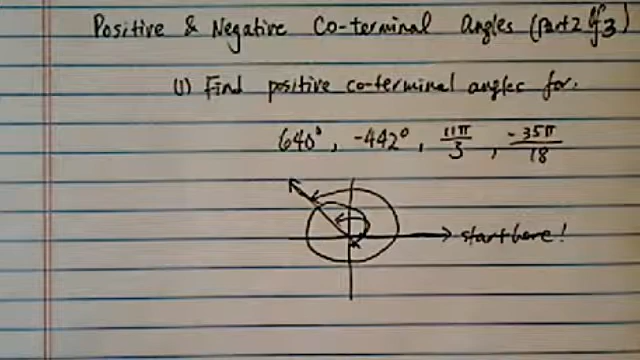 Positive & Negative Co-terminal Angles (Part 2 of 3)
(1) Find positive co-terminal angles for.
640°, -442°, 11π/3, -35π/18
start here!